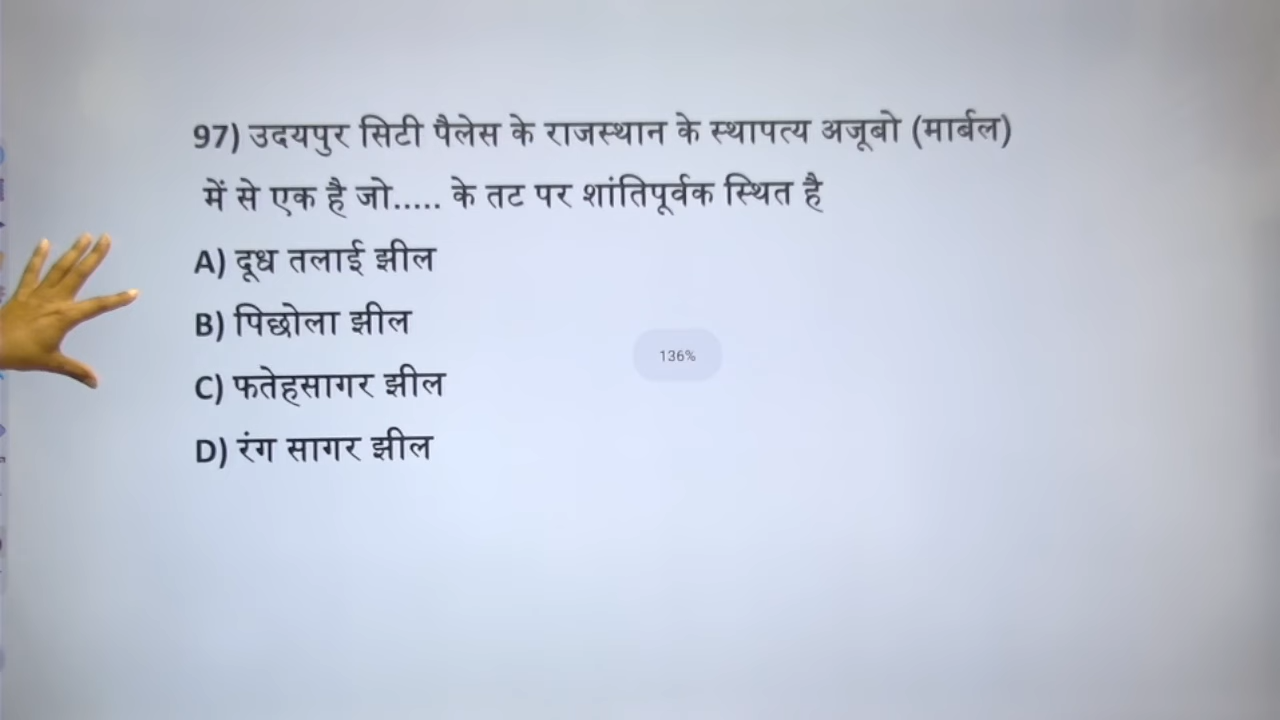 97) उदयपुर सिटी पैलेस के राजस्थान के स्थापत्य अजूबो (मार्बल)
में से एक है जो..... के तट पर शांतिपूर्वक स्थित है
A) दूध तलाई झील
B) पिछोला झील
136%
C) फतेहसागर झील
D) रंग सागर झील